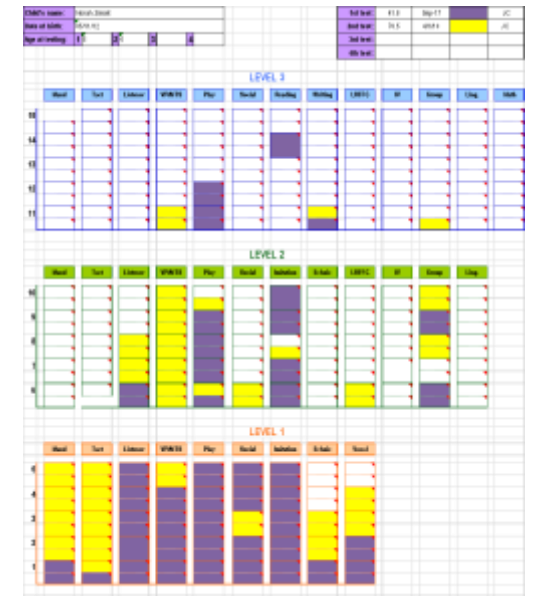 Child's name: 1st test: Sep-17
Date of birth: 2nd test:
Age at testing 1 2 3 4 3rd test:
4th test:
LEVEL 3
Mand Tact Listener VP/MTS Play Social Reading Writing LRFFC IV Group Ling. Math
15
14
13
12
11
LEVEL 2
Mand Tact Listener VP/MTS Play Social Imitation Echoic LRFFC IV Group Ling.
10
9
8
7
6
LEVEL 1
Mand Tact Listener VP/MTS Play Social Imitation Echoic Vocal
5
4
3
2
1